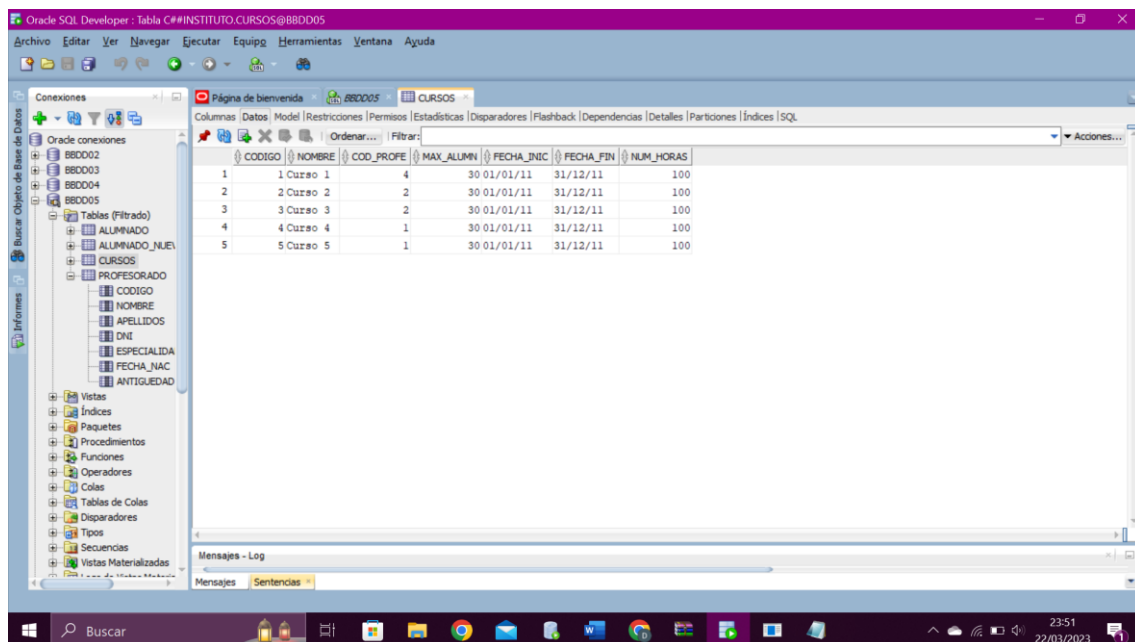 Oracle SQL Developer : Tabla C##INSTITUTO.CURSOS@BBDD05
Archivo Editar Ver Navegar Ejecutar Equipo Herramientas Ventana Ayuda
Conexiones
Página de bienvenida BBDD05 CURSOS
Columnas Datos Model Restricciones Permisos Estadísticas Disparadores Flashback Dependencias Detalles Particiones Índices SQL
Ordenar... Filtrar: Acciones...
CODIGO NOMBRE COD_PROFE MAX_ALUMN FECHA_INIC FECHA_FIN NUM_HORAS
1 1 Curso 1 4 30 01/01/11 31/12/11 100
2 2 Curso 2 2 30 01/01/11 31/12/11 100
3 3 Curso 3 2 30 01/01/11 31/12/11 100
4 4 Curso 4 1 30 01/01/11 31/12/11 100
5 5 Curso 5 1 30 01/01/11 31/12/11 100
Buscar Objeto de Base de Datos
Informes
Oracle conexiones
BBDD02
BBDD03
BBDD04
BBDD05
Tablas (Filtrado)
ALUMNADO
ALUMNADO_NUEV
CURSOS
PROFESORADO
CODIGO
NOMBRE
APELLIDOS
DNI
ESPECIALIDA
FECHA_NAC
ANTIGUEDAD
Vistas
Índices
Paquetes
Procedimientos
Funciones
Operadores
Colas
Tablas de Colas
Disparadores
Tipos
Secuencias
Vistas Materializadas
Mensajes - Log
Mensajes Sentencias
Buscar
23:51
22/03/2023